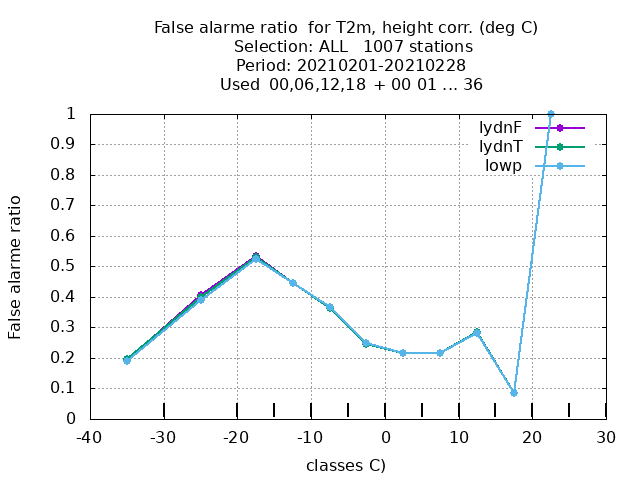 False alarme ratio  for T2m, height corr. (deg C)
Selection: ALL   1007 stations
Period: 20210201-20210228
Used  00,06,12,18  + 00 01 ... 36
1
0.9
0.8
0.7
0.6
0.5
0.4
0.3
0.2
0.1
0
False alarme ratio
lydnF
lydnT
lowp
-40 -30 -20 -10 0 10 20 30
classes C)